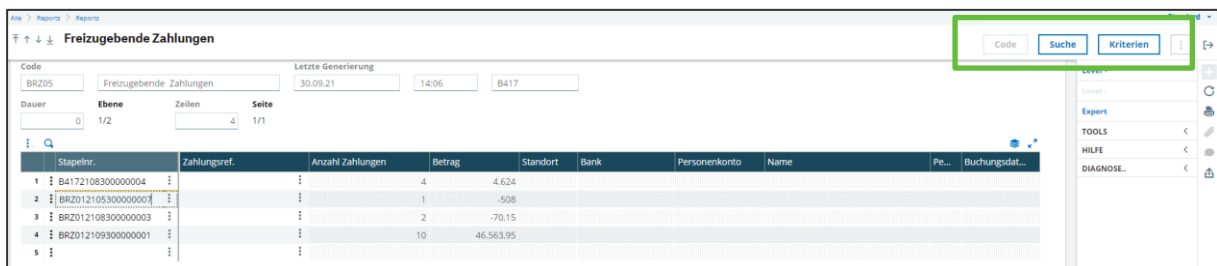 Alle > Reports > Reports
Freizugebende Zahlungen
Code Suche Kriterien
Code Letzte Generierung
BRZ05 Freizugebende Zahlungen 30.09.21 14:06 B417
Dauer Ebene Zeilen Seite
0 1/2 4 1/1
Level -
Export
TOOLS
HILFE
DIAGNOSE..
Stapelnr. Zahlungsref. Anzahl Zahlungen Betrag Standort Bank Personenkonto Name Pe... Buchungsdat...
1 B4172108300000004 4 4.624
2 BRZ012105300000007 1 -508
3 BRZ012108300000003 2 -70,15
4 BRZ012109300000001 10 46.563,95
5